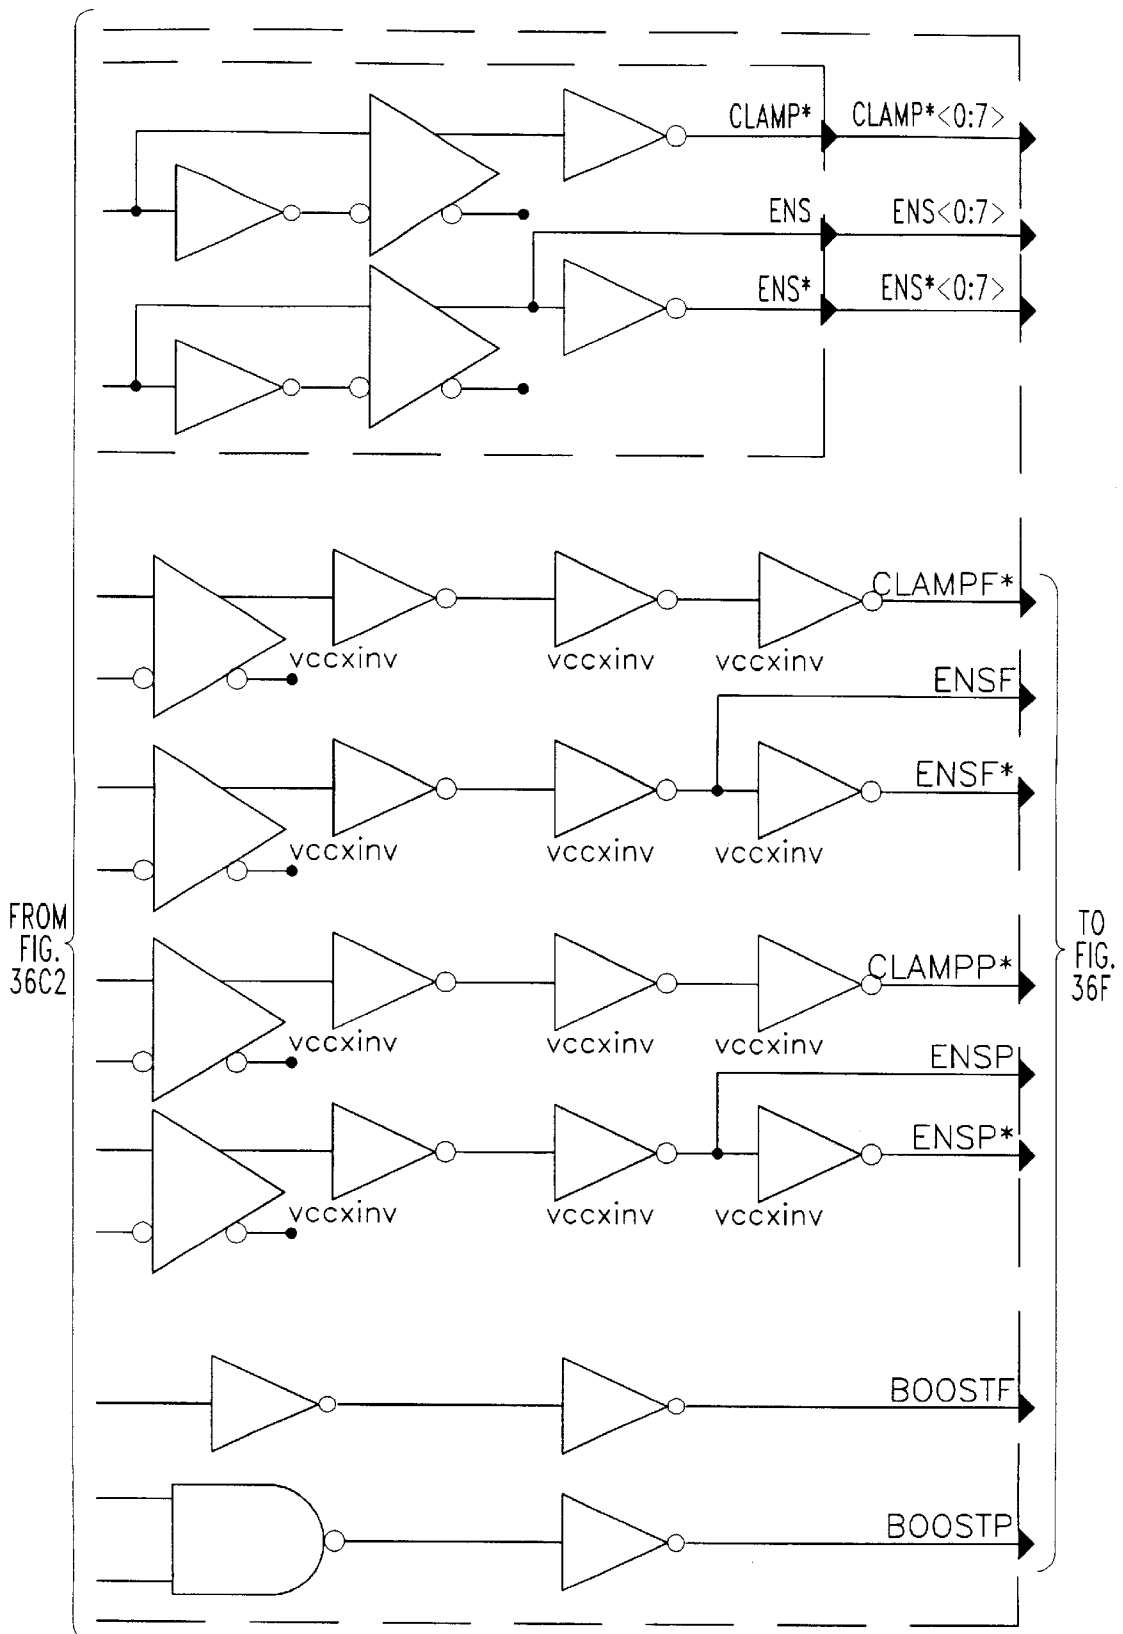 CLAMP* CLAMP*<0:7>
ENS ENS<0:7>
ENS* ENS*<0:7>
CLAMPF*
vccxinv vccxinv vccxinv
ENSF
ENSF*
vccxinv vccxinv vccxinv
FROM
FIG.
36C2
TO
FIG.
36F
CLAMPP*
vccxinv vccxinv vccxinv
ENSP
ENSP*
vccxinv vccxinv vccxinv
BOOSTF
BOOSTP